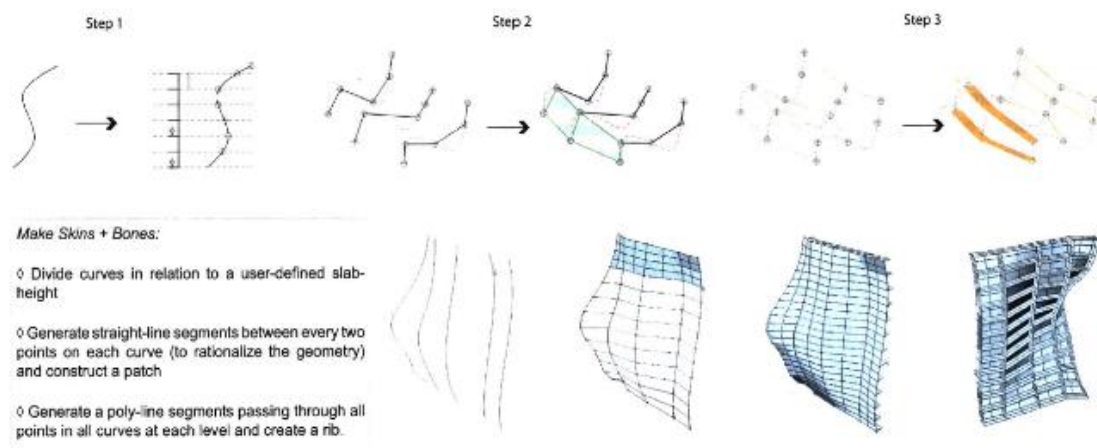 Step 1
Step 2
Step 3
Make Skins + Bones:
◊ Divide curves in relation to a user-defined slab-
height
◊ Generate straight-line segments between every two
points on each curve (to rationalize the geometry)
and construct a patch
◊ Generate a poly-line segments passing through all
points in all curves at each level and create a rib.